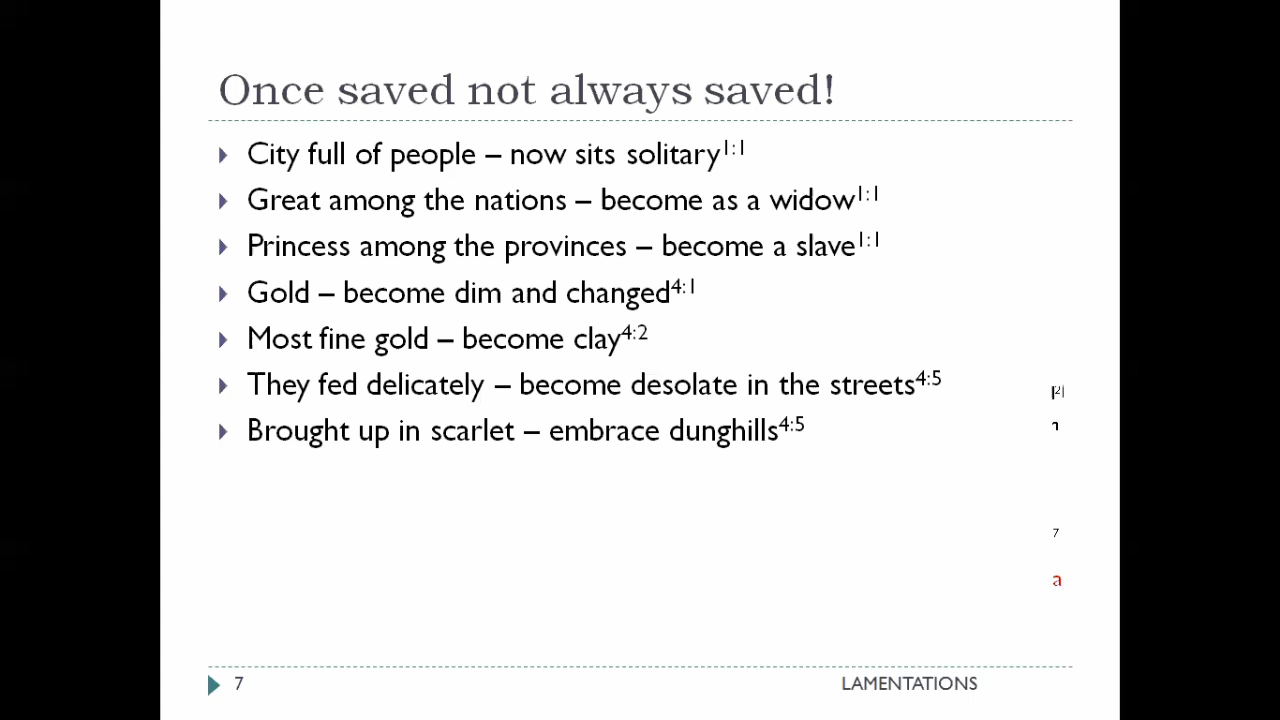 Once saved not always saved!
City full of people – now sits solitary1:1
Great among the nations – become as a widow1:1
Princess among the provinces – become a slave1:1
Gold – become dim and changed4:1
Most fine gold – become clay4:2
They fed delicately – become desolate in the streets4:5
Brought up in scarlet – embrace dunghills4:5
7
a
7
LAMENTATIONS